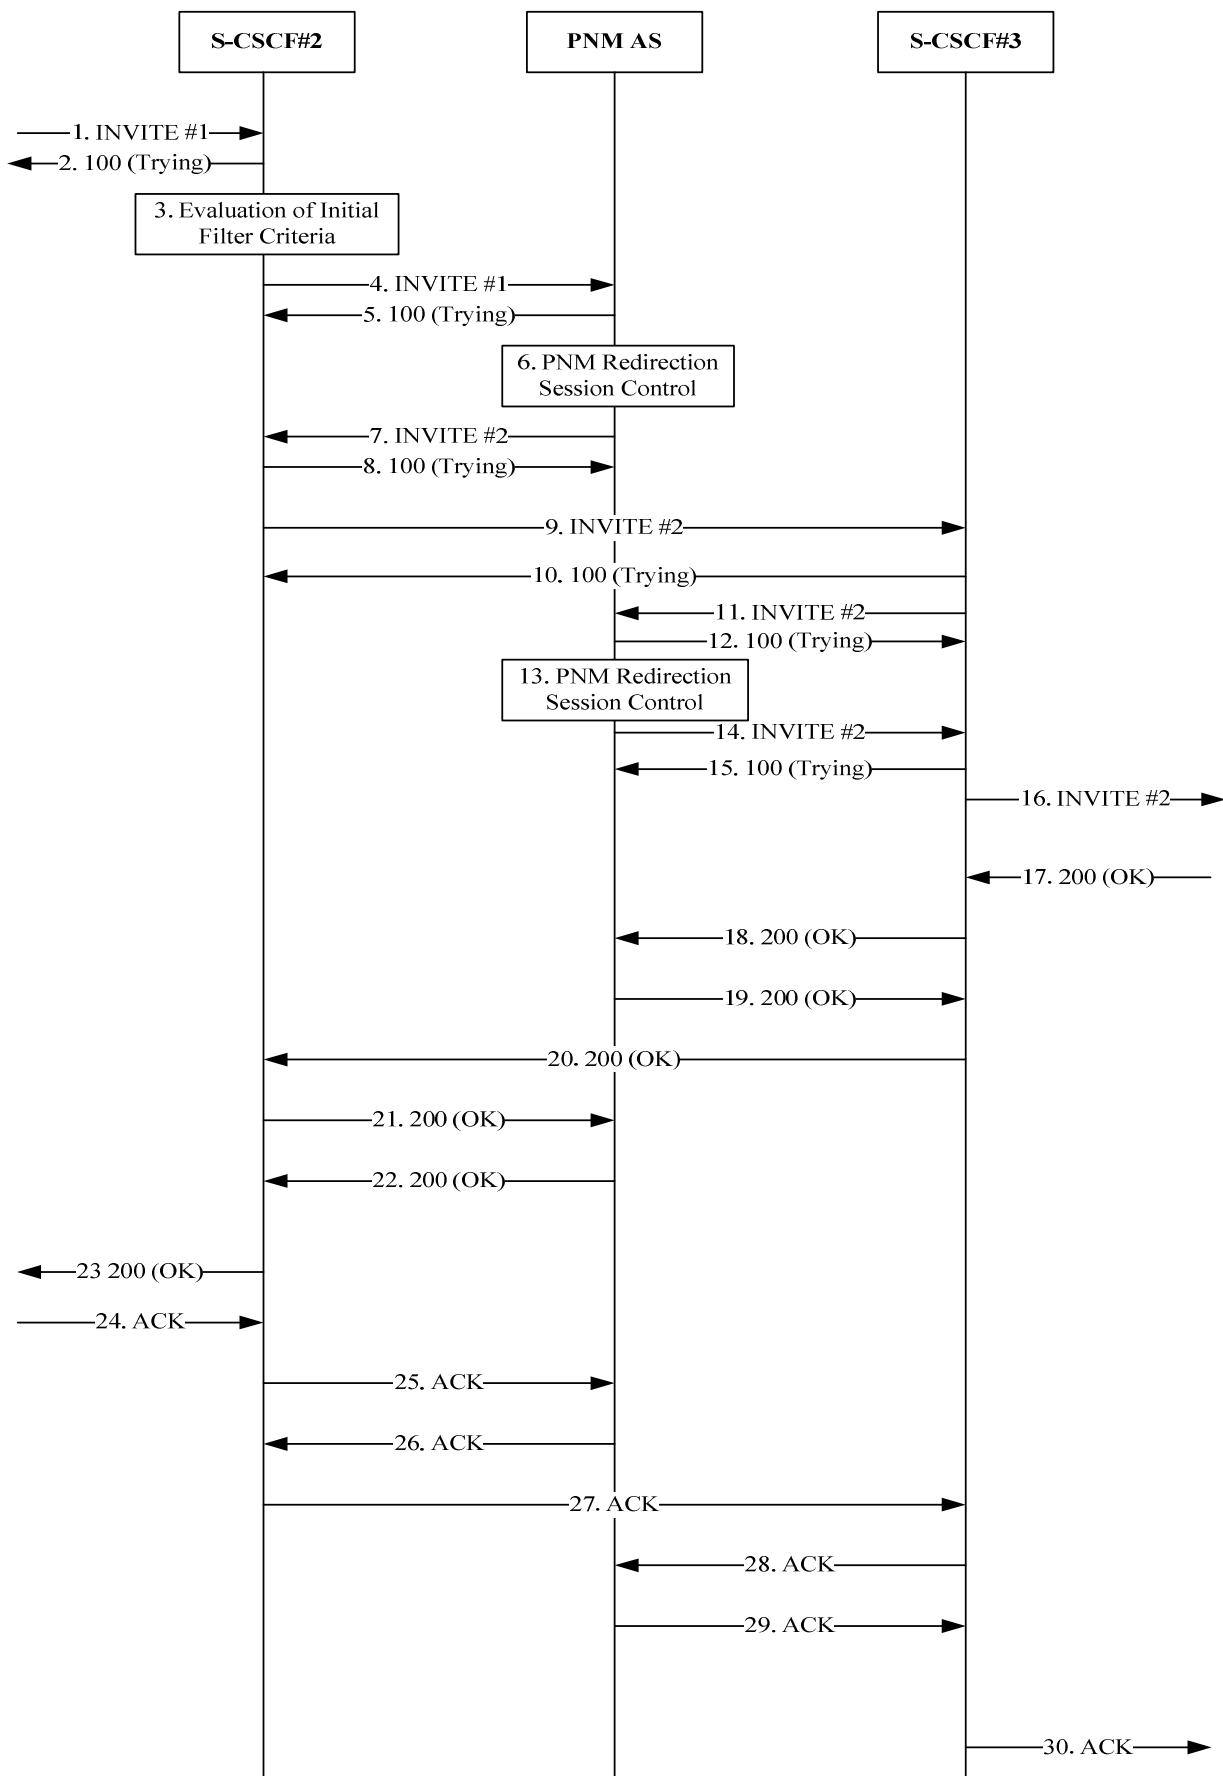 S-CSCF#2
PNM AS
S-CSCF#3
1. INVITE #1
2. 100 (Trying)
3. Evaluation of Initial
Filter Criteria
4. INVITE #1
5. 100 (Trying)
6. PNM Redirection
Session Control
7. INVITE #2
8. 100 (Trying)
9. INVITE #2
10. 100 (Trying)
11. INVITE #2
12. 100 (Trying)
13. PNM Redirection
Session Control
14. INVITE #2
15. 100 (Trying)
16. INVITE #2
17. 200 (OK)
18. 200 (OK)
19. 200 (OK)
20. 200 (OK)
21. 200 (OK)
22. 200 (OK)
23 200 (OK)
24. ACK
25. ACK
26. ACK
27. ACK
28. ACK
29. ACK
30. ACK